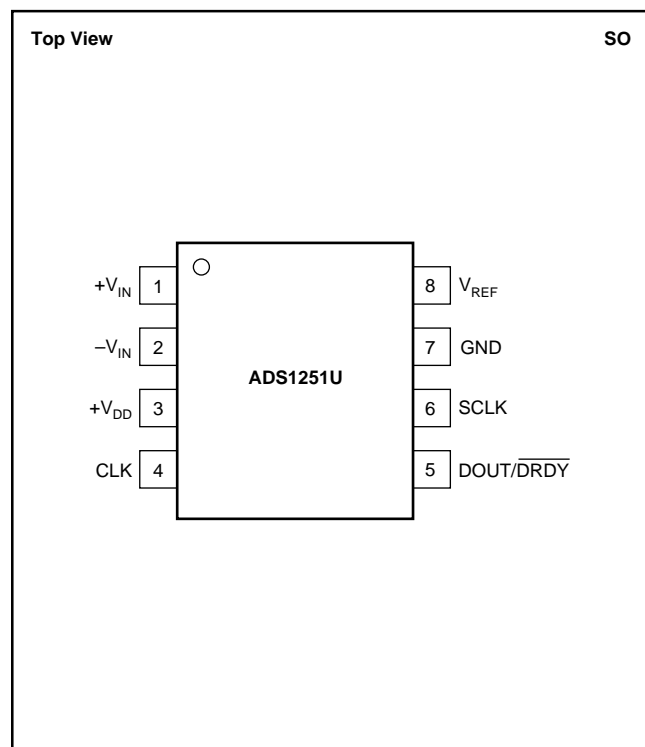 Top View SO
+V_IN 1 8 V_REF
–V_IN 2 7 GND
ADS1251U
+V_DD 3 6 SCLK
CLK 4 5 DOUT/D̅R̅D̅Y̅